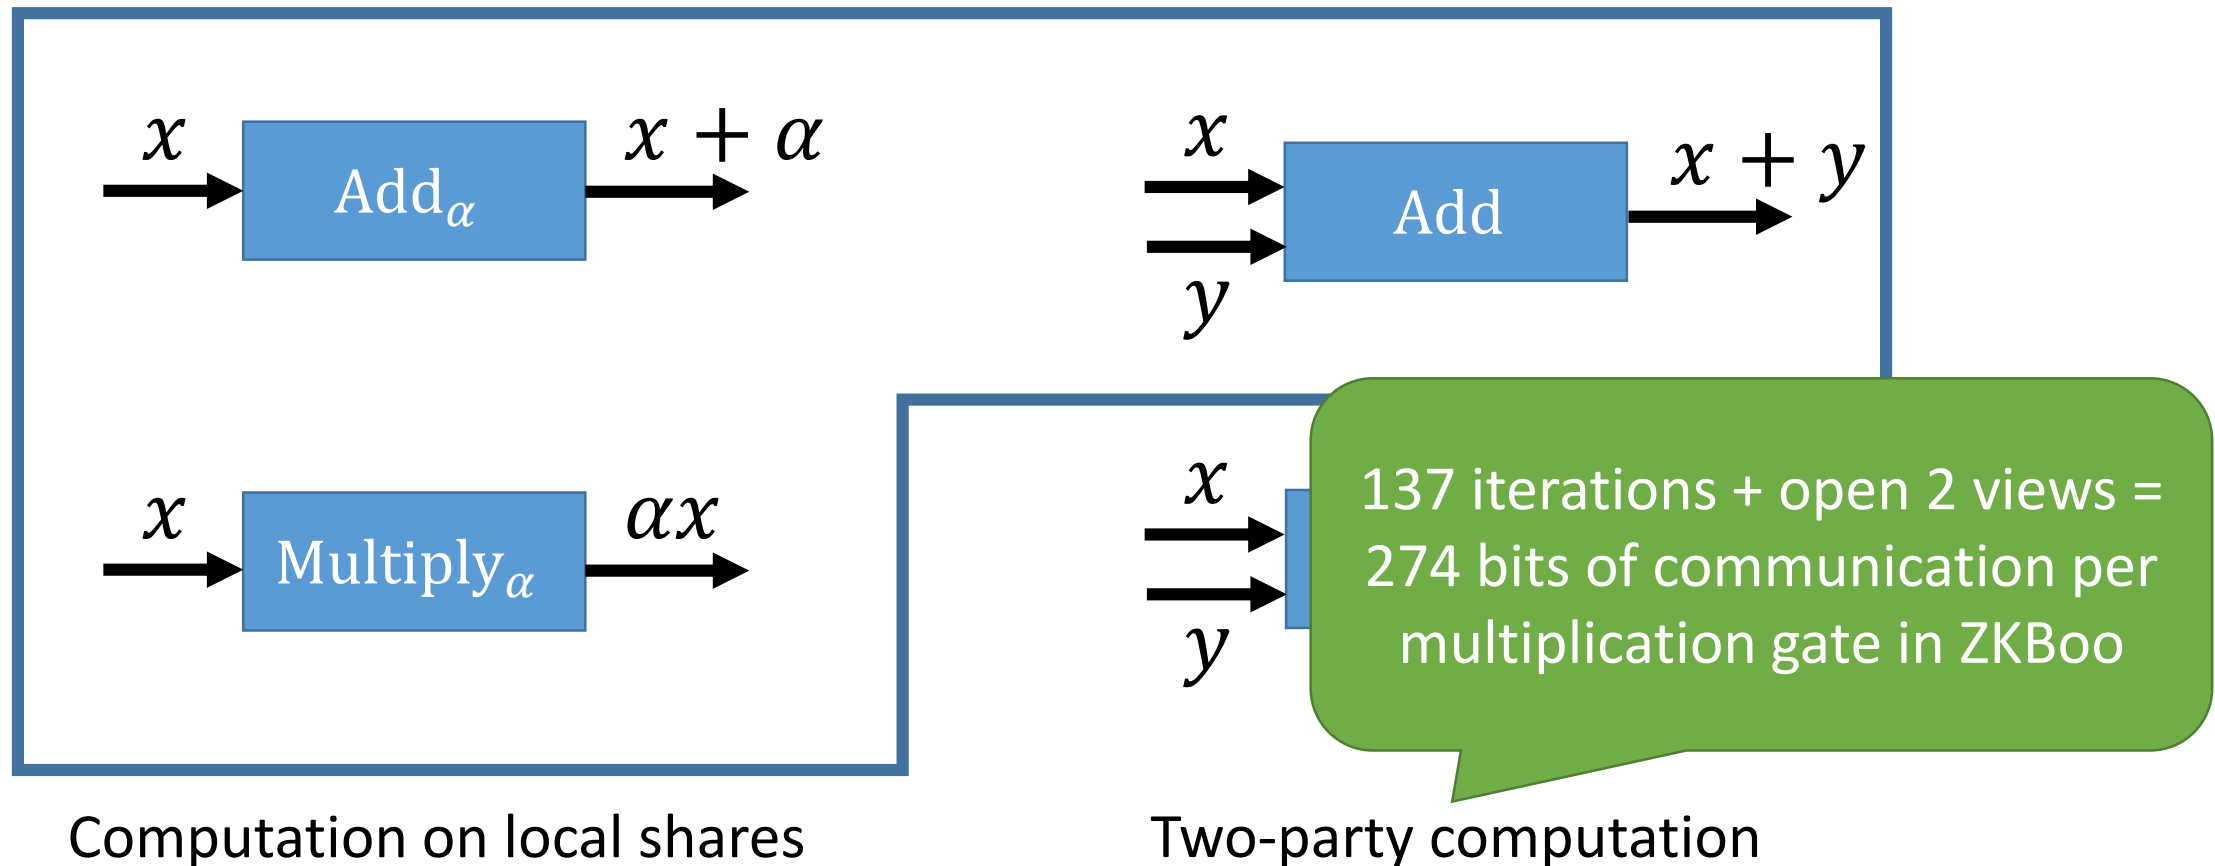 x
Addα
x + α
x
y
Add
x + y
x
Multiplyα
αx
x
y
137 iterations + open 2 views =
274 bits of communication per
multiplication gate in ZKBoo
Computation on local shares
Two-party computation